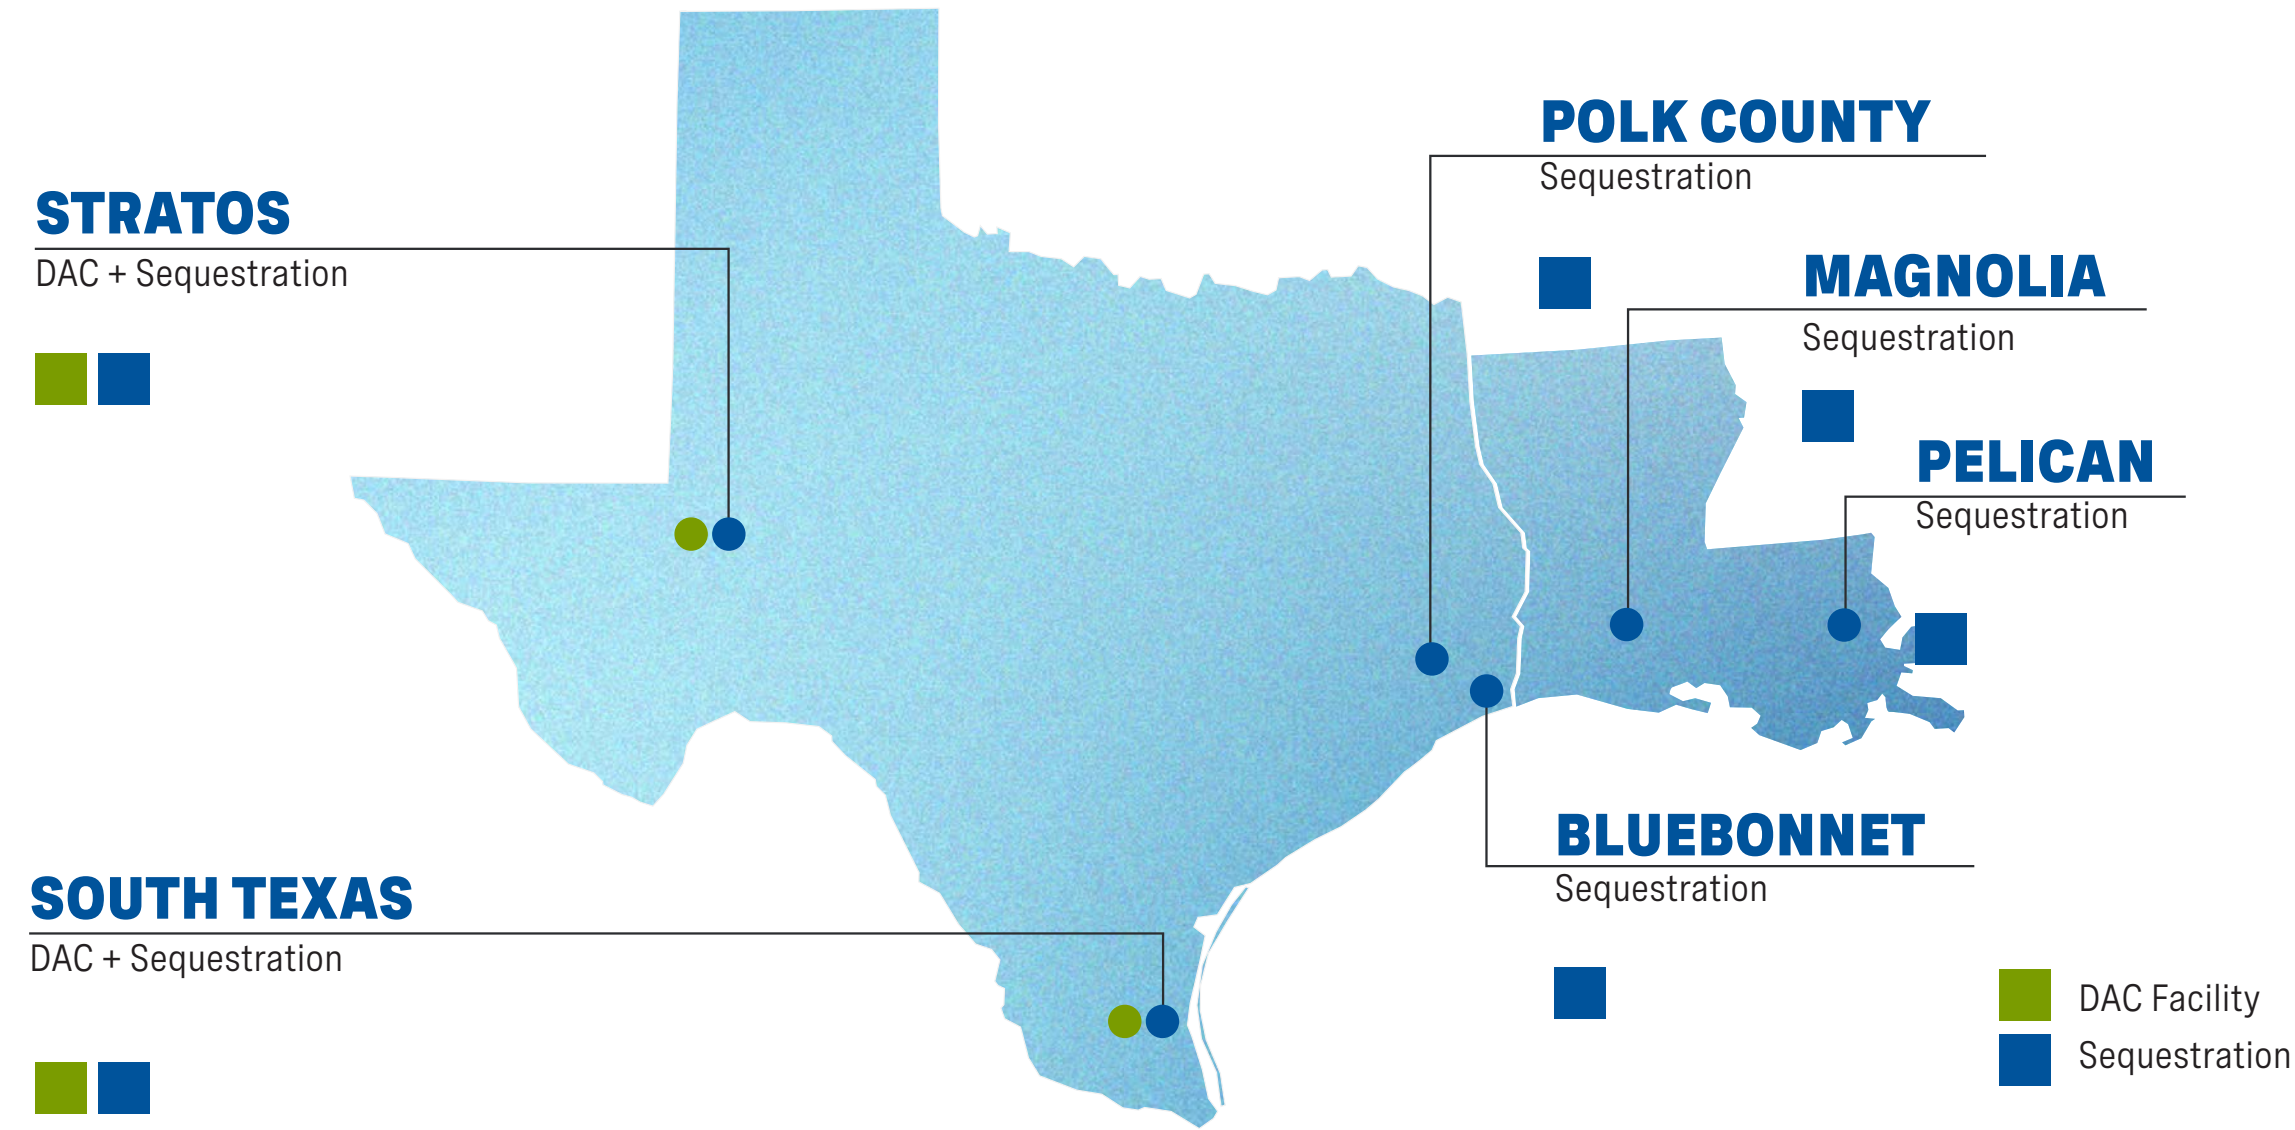 STRATOS
DAC + Sequestration
SOUTH TEXAS
DAC + Sequestration
POLK COUNTY
Sequestration
MAGNOLIA
Sequestration
PELICAN
Sequestration
BLUEBONNET
Sequestration
DAC Facility
Sequestration